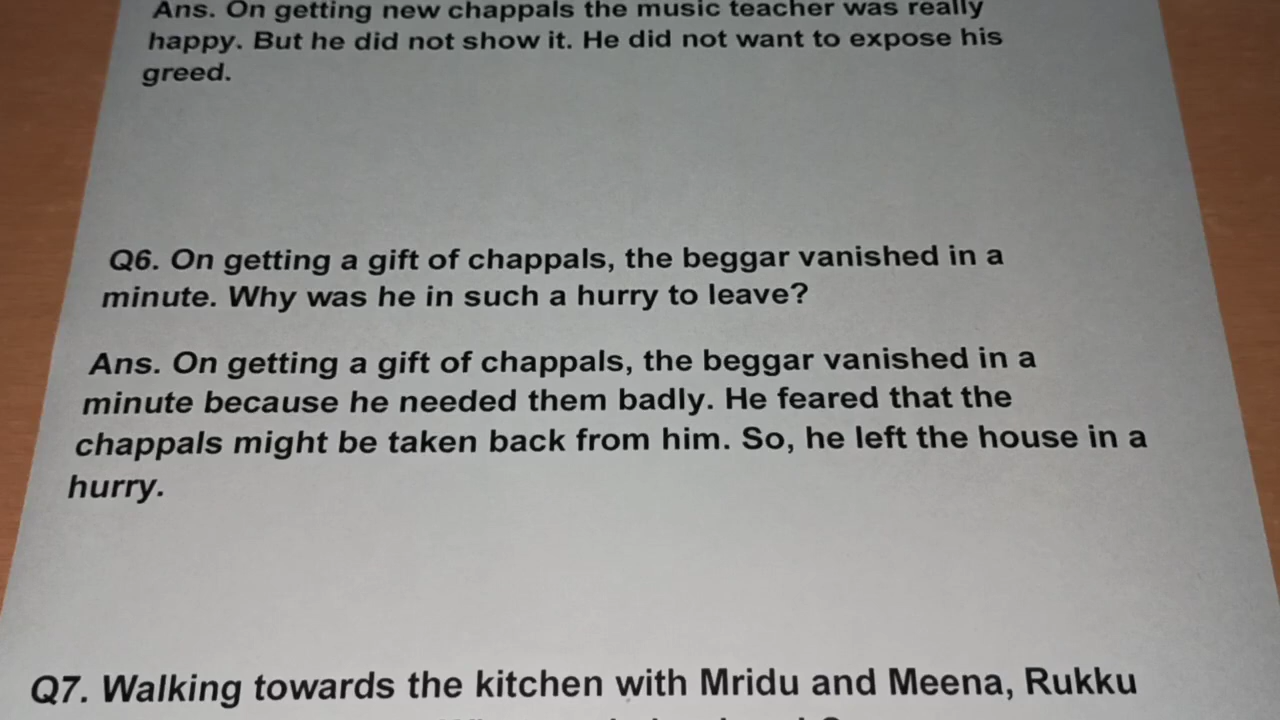 Ans. On getting new chappals the music teacher was really
happy. But he did not show it. He did not want to expose his
greed.
Q6. On getting a gift of chappals, the beggar vanished in a
minute. Why was he in such a hurry to leave?
Ans. On getting a gift of chappals, the beggar vanished in a
minute because he needed them badly. He feared that the
chappals might be taken back from him. So, he left the house in a
hurry.
Q7. Walking towards the kitchen with Mridu and Meena, Rukku